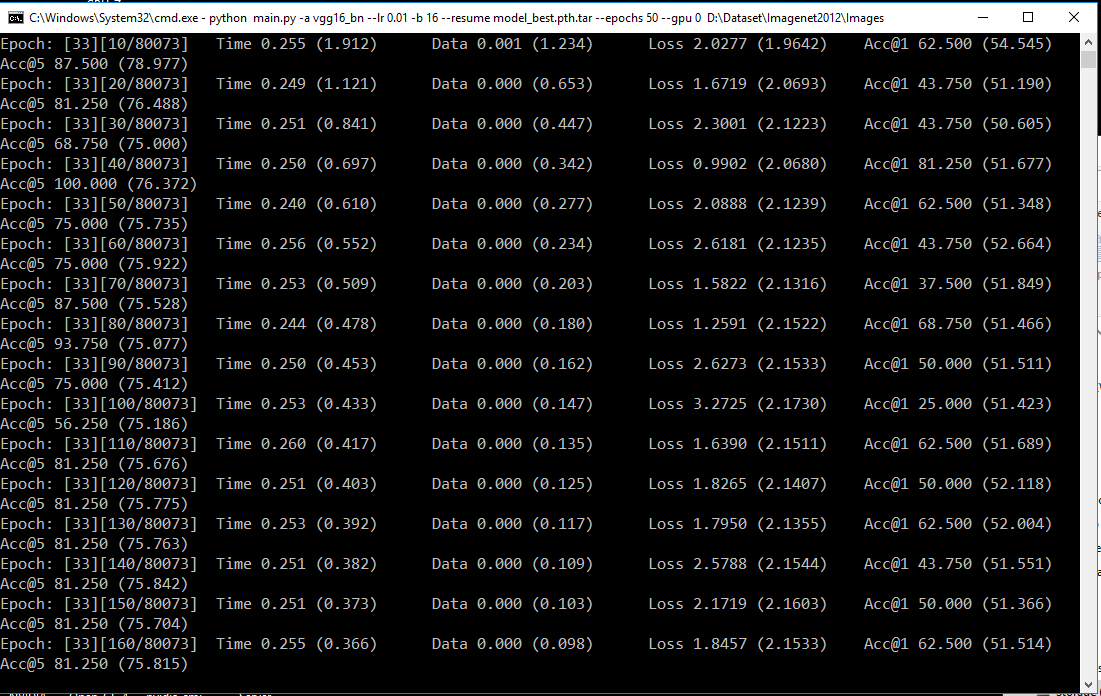 C:\Windows\System32\cmd.exe - python  main.py -a vgg16_bn --lr 0.01 -b 16 --resume model_best.pth.tar --epochs 50 --gpu 0  D:\Dataset\Imagenet2012\Images
Epoch: [33][10/80073]   Time 0.255 (1.912)      Data 0.001 (1.234)      Loss 2.0277 (1.9642)    Acc@1 62.500 (54.545)
Acc@5 87.500 (78.977)
Epoch: [33][20/80073]   Time 0.249 (1.121)      Data 0.000 (0.653)      Loss 1.6719 (2.0693)    Acc@1 43.750 (51.190)
Acc@5 81.250 (76.488)
Epoch: [33][30/80073]   Time 0.251 (0.841)      Data 0.000 (0.447)      Loss 2.3001 (2.1223)    Acc@1 43.750 (50.605)
Acc@5 68.750 (75.000)
Epoch: [33][40/80073]   Time 0.250 (0.697)      Data 0.000 (0.342)      Loss 0.9902 (2.0680)    Acc@1 81.250 (51.677)
Acc@5 100.000 (76.372)
Epoch: [33][50/80073]   Time 0.240 (0.610)      Data 0.000 (0.277)      Loss 2.0888 (2.1239)    Acc@1 62.500 (51.348)
Acc@5 75.000 (75.735)
Epoch: [33][60/80073]   Time 0.256 (0.552)      Data 0.000 (0.234)      Loss 2.6181 (2.1235)    Acc@1 43.750 (52.664)
Acc@5 75.000 (75.922)
Epoch: [33][70/80073]   Time 0.253 (0.509)      Data 0.000 (0.203)      Loss 1.5822 (2.1316)    Acc@1 37.500 (51.849)
Acc@5 87.500 (75.528)
Epoch: [33][80/80073]   Time 0.244 (0.478)      Data 0.000 (0.180)      Loss 1.2591 (2.1522)    Acc@1 68.750 (51.466)
Acc@5 93.750 (75.077)
Epoch: [33][90/80073]   Time 0.250 (0.453)      Data 0.000 (0.162)      Loss 2.6273 (2.1533)    Acc@1 50.000 (51.511)
Acc@5 75.000 (75.412)
Epoch: [33][100/80073]  Time 0.253 (0.433)      Data 0.000 (0.147)      Loss 3.2725 (2.1730)    Acc@1 25.000 (51.423)
Acc@5 56.250 (75.186)
Epoch: [33][110/80073]  Time 0.260 (0.417)      Data 0.000 (0.135)      Loss 1.6390 (2.1511)    Acc@1 62.500 (51.689)
Acc@5 81.250 (75.676)
Epoch: [33][120/80073]  Time 0.251 (0.403)      Data 0.000 (0.125)      Loss 1.8265 (2.1407)    Acc@1 50.000 (52.118)
Acc@5 81.250 (75.775)
Epoch: [33][130/80073]  Time 0.253 (0.392)      Data 0.000 (0.117)      Loss 1.7950 (2.1355)    Acc@1 62.500 (52.004)
Acc@5 81.250 (75.763)
Epoch: [33][140/80073]  Time 0.251 (0.382)      Data 0.000 (0.109)      Loss 2.5788 (2.1544)    Acc@1 43.750 (51.551)
Acc@5 81.250 (75.842)
Epoch: [33][150/80073]  Time 0.251 (0.373)      Data 0.000 (0.103)      Loss 2.1719 (2.1603)    Acc@1 50.000 (51.366)
Acc@5 81.250 (75.704)
Epoch: [33][160/80073]  Time 0.255 (0.366)      Data 0.000 (0.098)      Loss 1.8457 (2.1533)    Acc@1 62.500 (51.514)
Acc@5 81.250 (75.815)